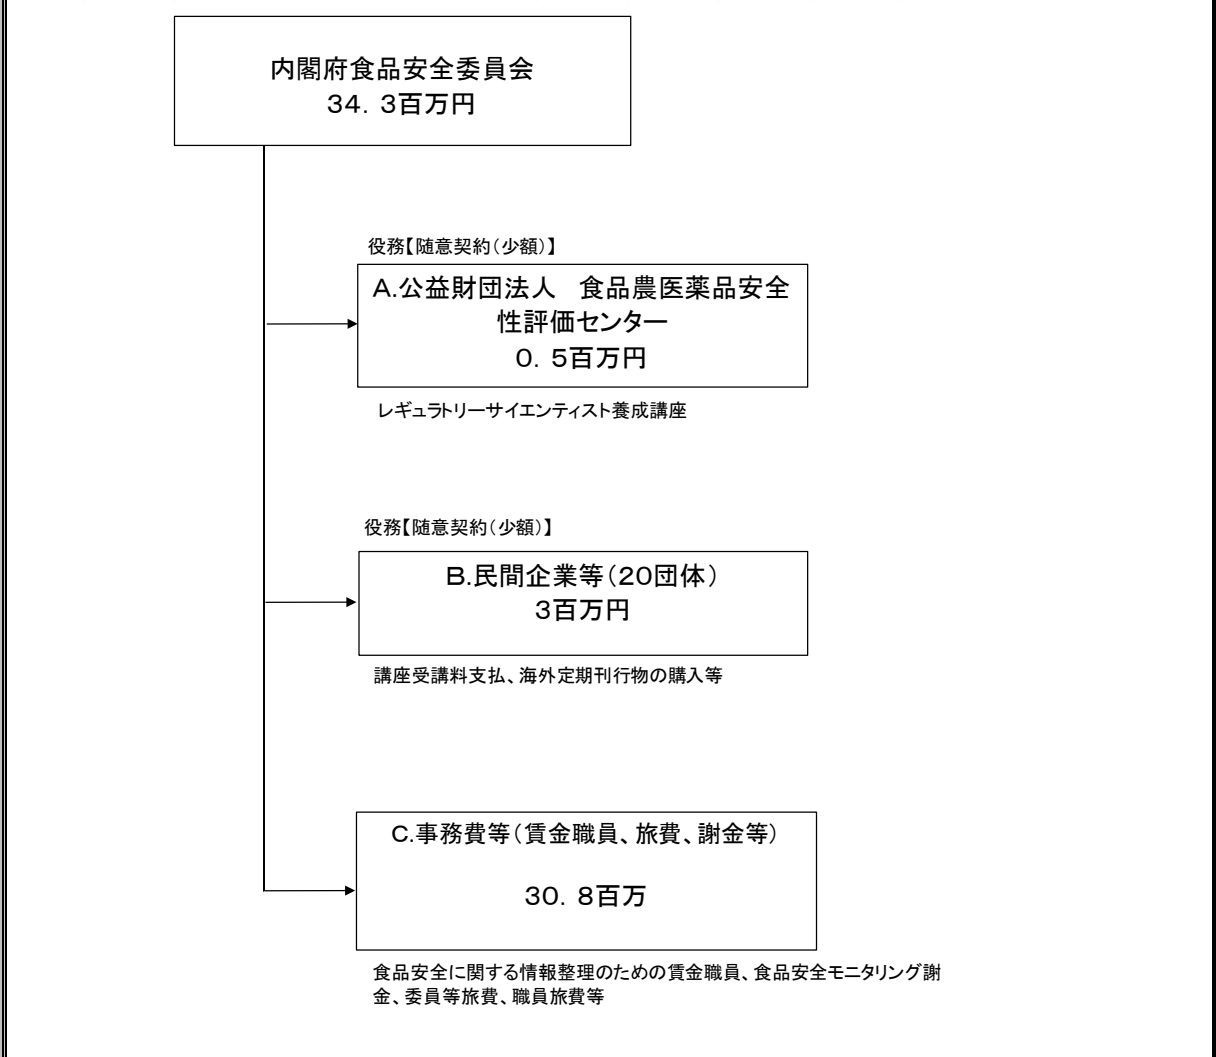 内閣府食品安全委員会
３４．３百万円
役務【随意契約（少額）】
A.公益財団法人　食品農医薬品安全
性評価センター
０．５百万円
レギュラトリーサイエンティスト養成講座
役務【随意契約（少額）】
B.民間企業等（２０団体）
３百万円
講座受講料支払、海外定期刊行物の購入等
C.事務費等（賃金職員、旅費、謝金等）
３０．８百万
食品安全に関する情報整理のための賃金職員、食品安全モニタリング謝
金、委員等旅費、職員旅費等